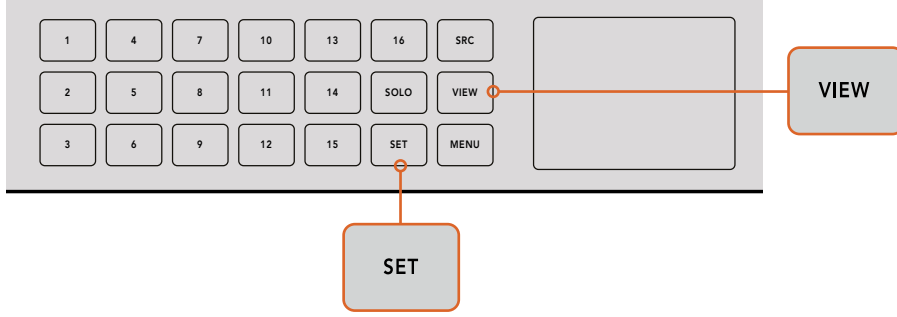 1 4 7 10 13 16 SRC
2 5 8 11 14 SOLO VIEW
VIEW
3 6 9 12 15 SET MENU
SET